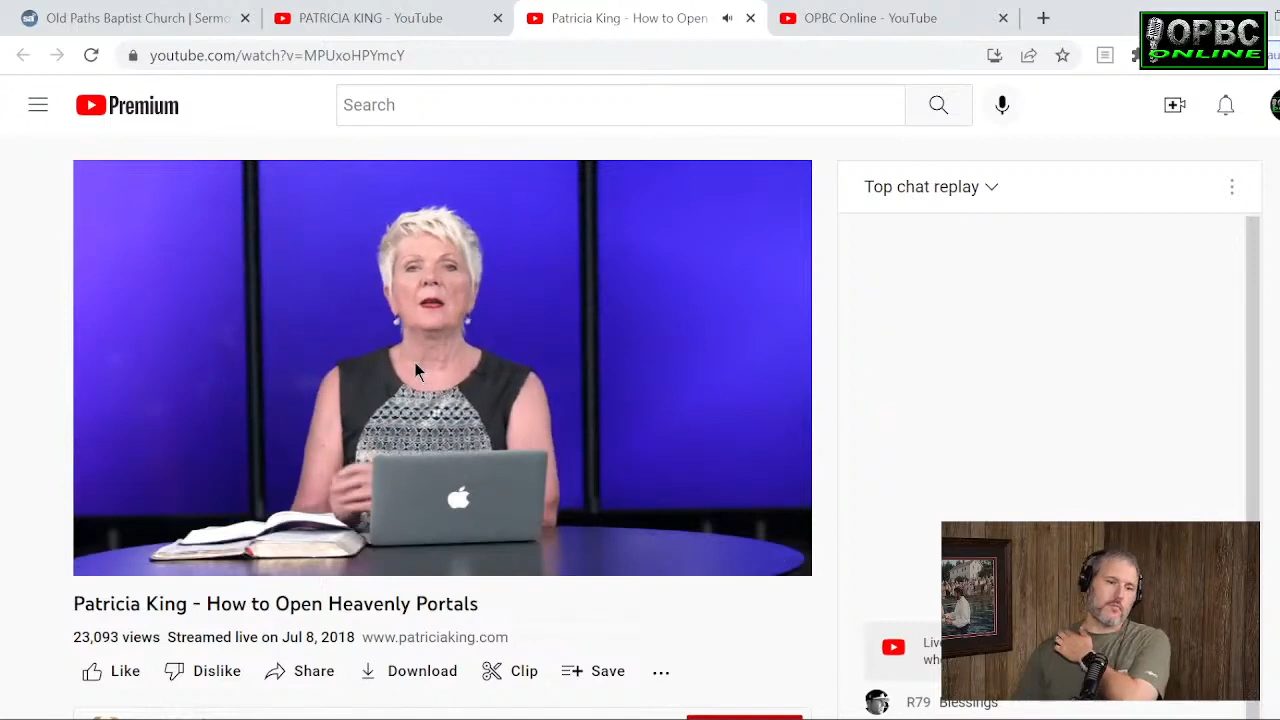 Old Paths Baptist Church | Sermo
PATRICIA KING - YouTube
Patricia King - How to Open
OPBC Online - YouTube
OPBC
ONLINE
youtube.com/watch?v=MPUxoHPYmcY
Premium
Search
Top chat replay
Patricia King - How to Open Heavenly Portals
23,093 views Streamed live on Jul 8, 2018 www.patriciaking.com
Like
Dislike
Share
Download
Clip
Save
R79 Blessings